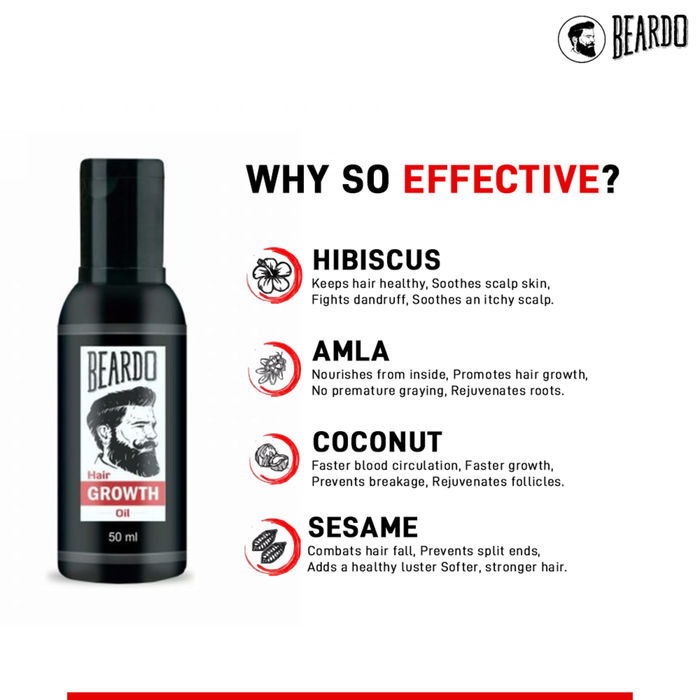 BEARDO
WHY SO EFFECTIVE?
HIBISCUS
Keeps hair healthy, Soothes scalp skin,
Fights dandruff, Soothes an itchy scalp.
AMLA
Nourishes from inside, Promotes hair growth,
No premature graying, Rejuvenates roots.
COCONUT
Faster blood circulation, Faster growth,
Prevents breakage, Rejuvenates follicles.
SESAME
Combats hair fall, Prevents split ends,
Adds a healthy luster Softer, stronger hair.
BEARDO
Hair
GROWTH
Oil
50 ml